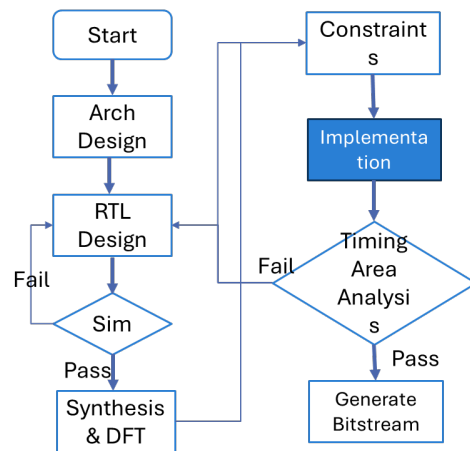 Start
Arch
Design
RTL
Design
Fail
Sim
Pass
Synthesis
& DFT
Constraint
s
Implementa
tion
Timing
Area
Analysi
s
Fail
Pass
Generate
Bitstream